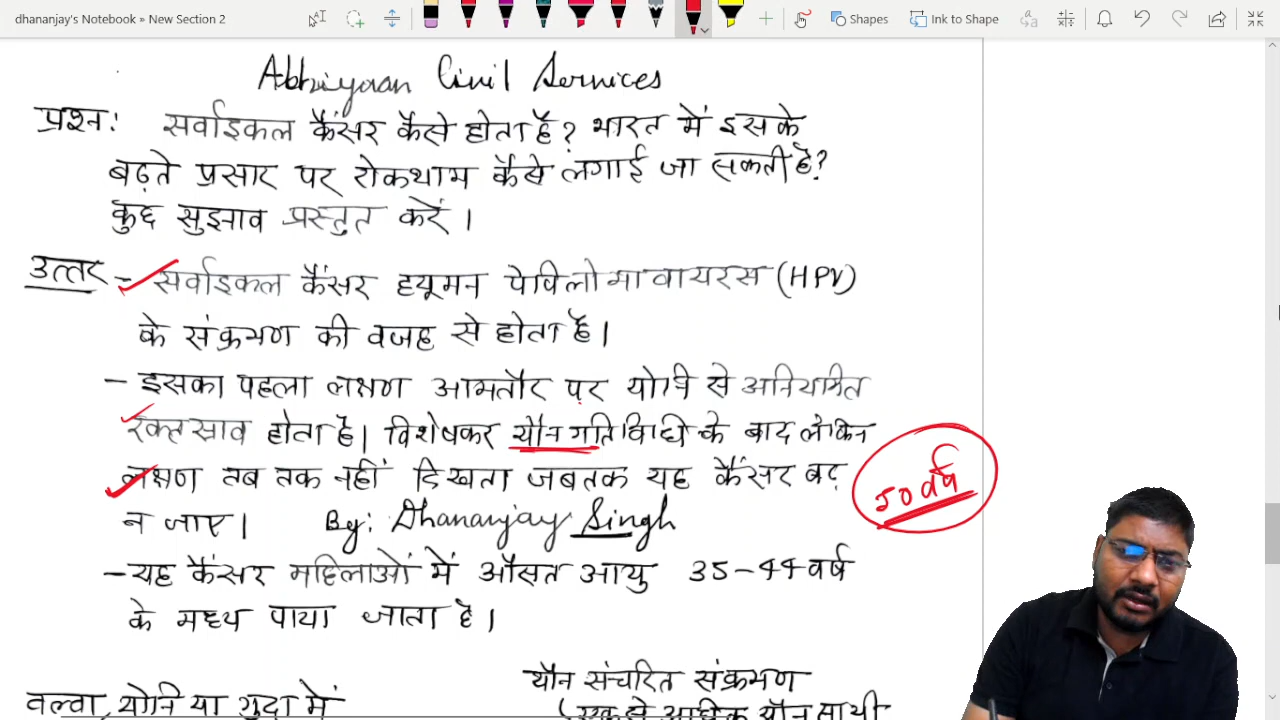 dhananjay's Notebook » New Section 2
Shapes
Ink to Shape
Abhiyaan Civil Services
प्रश्न: सर्वाइकल कैंसर कैसे होता है? भारत में इसके
बढ़ते प्रसार पर रोकथाम कैसे लगाई जा सकती है?
कुछ सुझाव प्रस्तुत करें।
उत्तर - सर्वाइकल कैंसर ह्यूमन पेपिलोमा वायरस (HPV)
के संक्रमण की वजह से होता है।
- इसका पहला लक्षण आमतौर पर योनि से अनियमित
रक्तस्राव होता है। विशेषकर यौन गतिविधि के बाद लेकिन
लक्षण तब तक नहीं दिखता जबतक यह कैंसर बढ़
न जाए।
50 वर्ष
By: Dhananjay Singh
- यह कैंसर महिलाओं में औसत आयु 35-44 वर्ष
के मध्य पाया जाता है।
यौन संचरित संक्रमण
वल्वा, योनि या गुदा में
(एक से अधिक यौन साथी